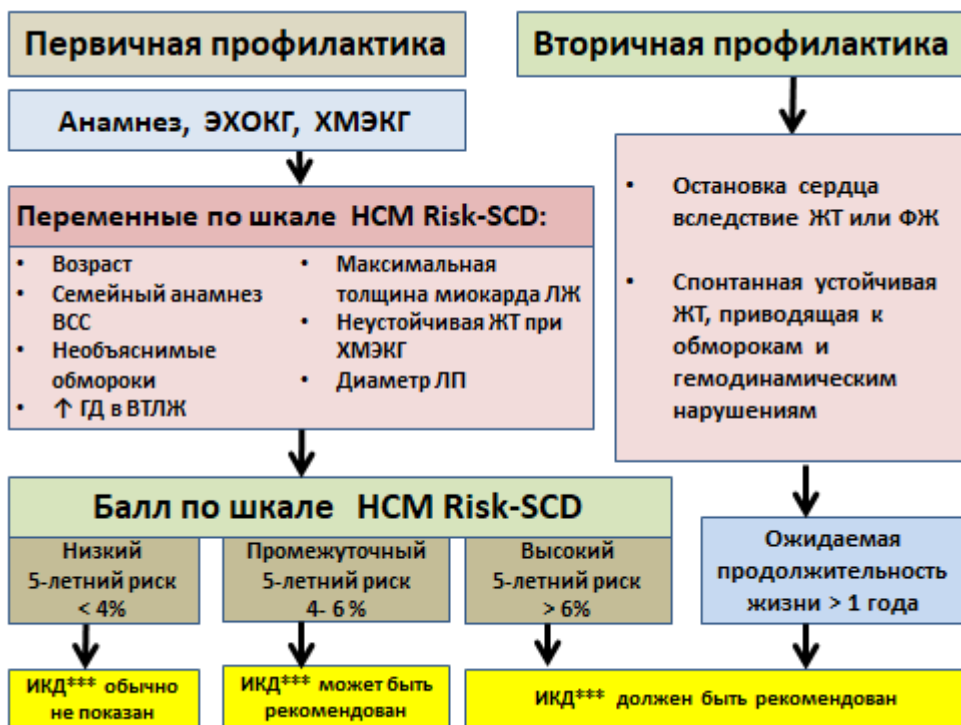 Первичная профилактика
Анамнез, ЭХОКГ, ХМЭКГ
Переменные по шкале HCM Risk-SCD:
• Возраст
• Семейный анамнез
ВСС
• Необъяснимые
обмороки
• ↑ ГД в ВТЛЖ
• Максимальная
толщина миокарда ЛЖ
• Неустойчивая ЖТ при
ХМЭКГ
• Диаметр ЛП
Балл по шкале HCM Risk-SCD
Низкий
5-летний риск
< 4%
Промежуточный
5-летний риск
4- 6 %
Высокий
5-летний риск
> 6%
ИКД*** обычно
не показан
ИКД*** может быть
рекомендован
Вторичная профилактика
• Остановка сердца
вследствие ЖТ или ФЖ
• Спонтанная устойчивая
ЖТ, приводящая к
обморокам и
гемодинамическим
нарушениям
Ожидаемая
продолжительность
жизни > 1 года
ИКД*** должен быть рекомендован